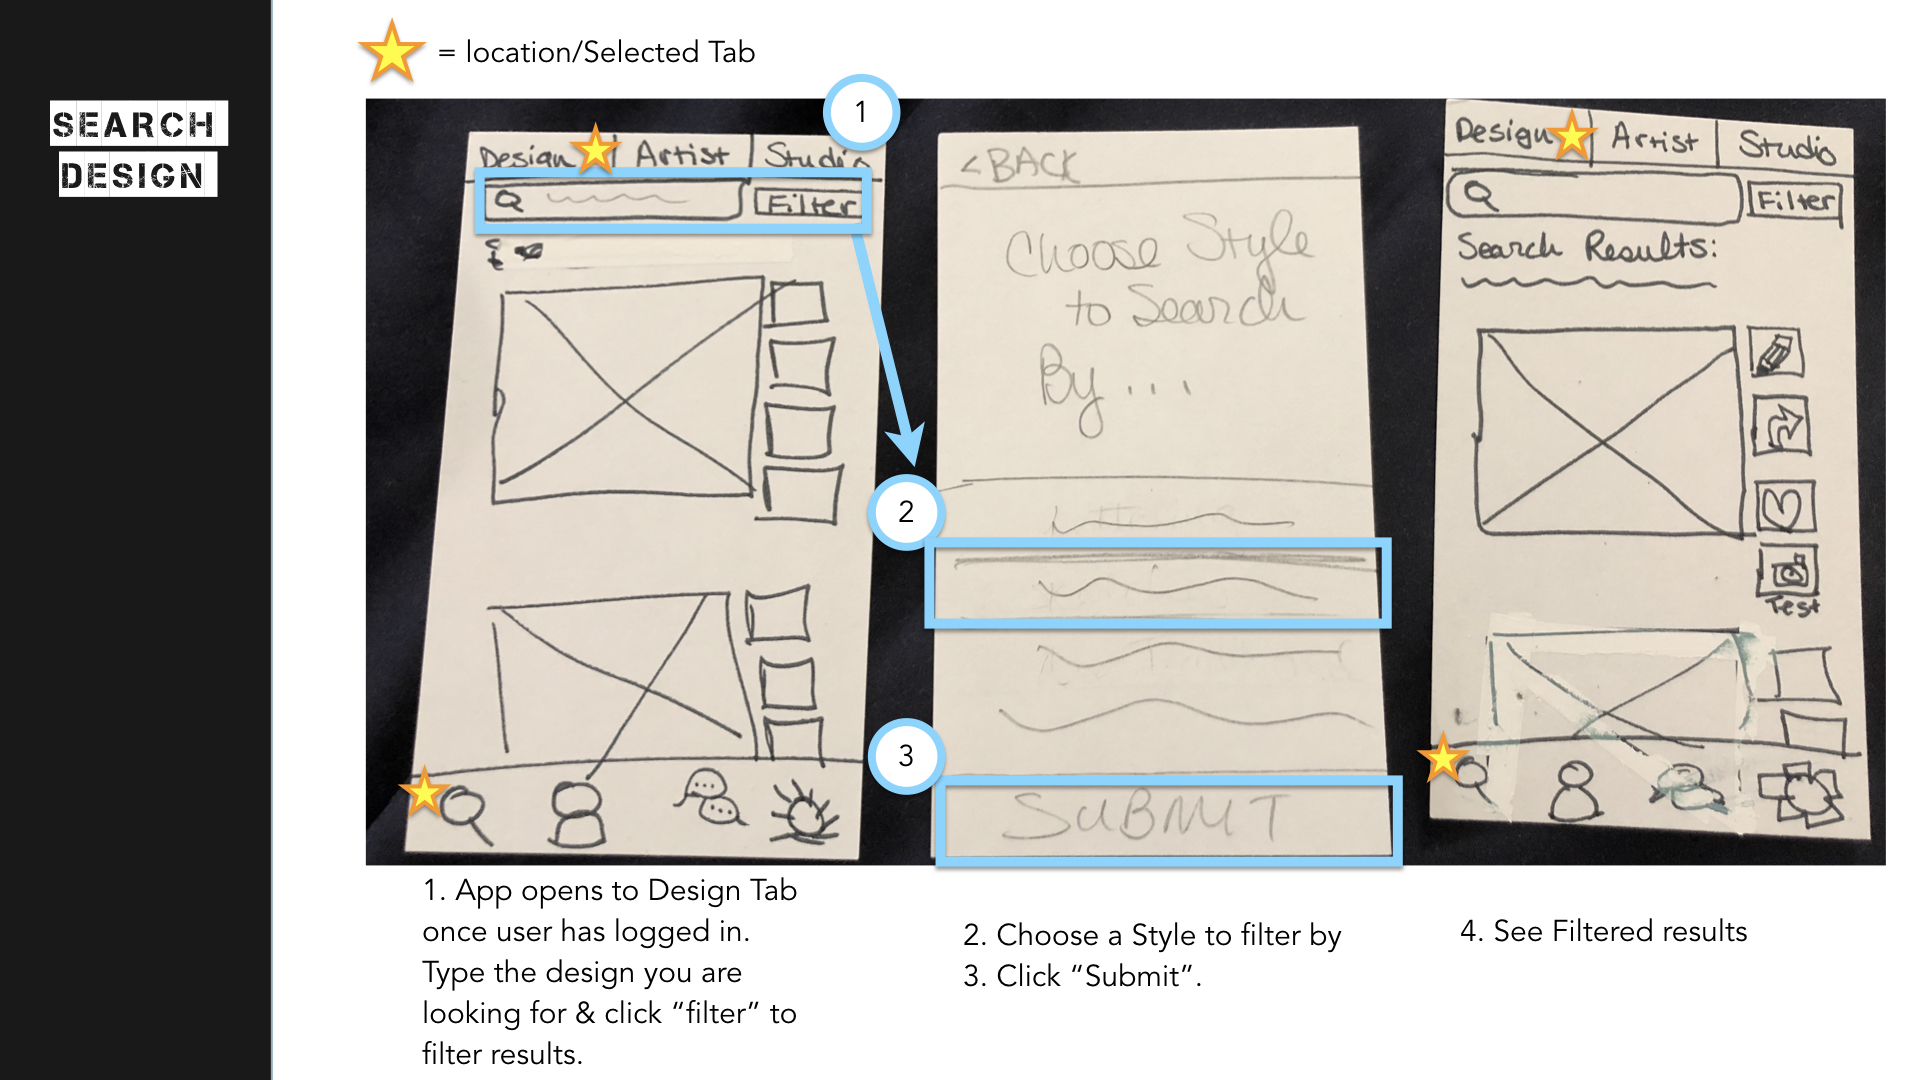 SEARCH
DESIGN
= location/Selected Tab
1
Design Artist Studio
Filter
2
3
<BACK
Choose Style
to Search
By...
SUBMIT
Design Artist Studio
Filter
Search Results:
Test
1. App opens to Design Tab
once user has logged in.
Type the design you are
looking for & click “filter” to
filter results.
2. Choose a Style to filter by
3. Click “Submit”.
4. See Filtered results